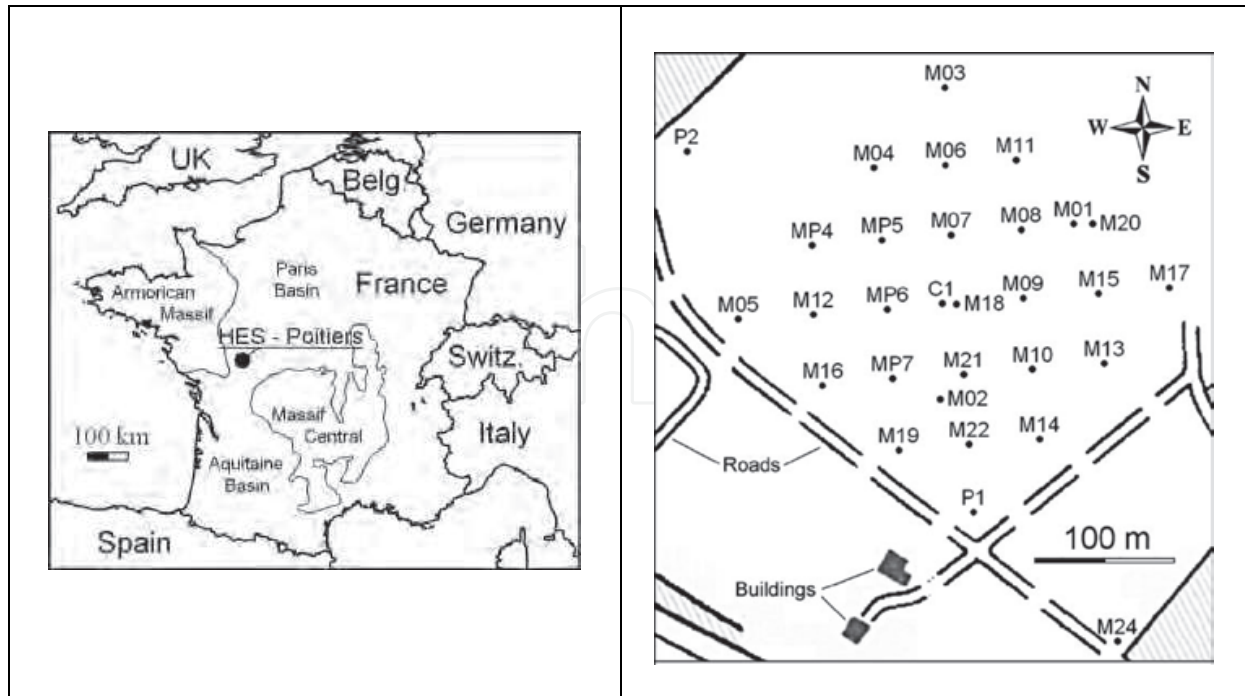 UK
Belg.
Germany
Paris
Basin
France
Armorican
Massif
HES - Poitiers
Switz.
Massif
Central
100 km
Italy
Aquitaine
Basin
Spain
M03
N
W E
S
P2
M04 M06 M11
MP4 MP5 M07 M08 M01 M20
M05 M12 MP6 C1 M18 M09 M15 M17
M16 MP7 M21 M10 M13
M02
M19 M22 M14
Roads
P1
100 m
Buildings
M24